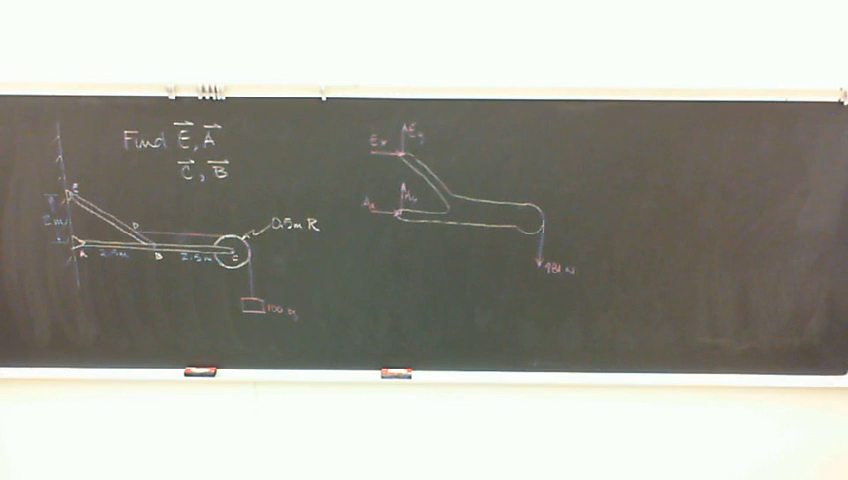 Find E, A
C, B
E
2m
D
A
2.5m
B
2.5m
C
0.5m R
100 kg
Ex
Ey
Ax
Ay
981 N